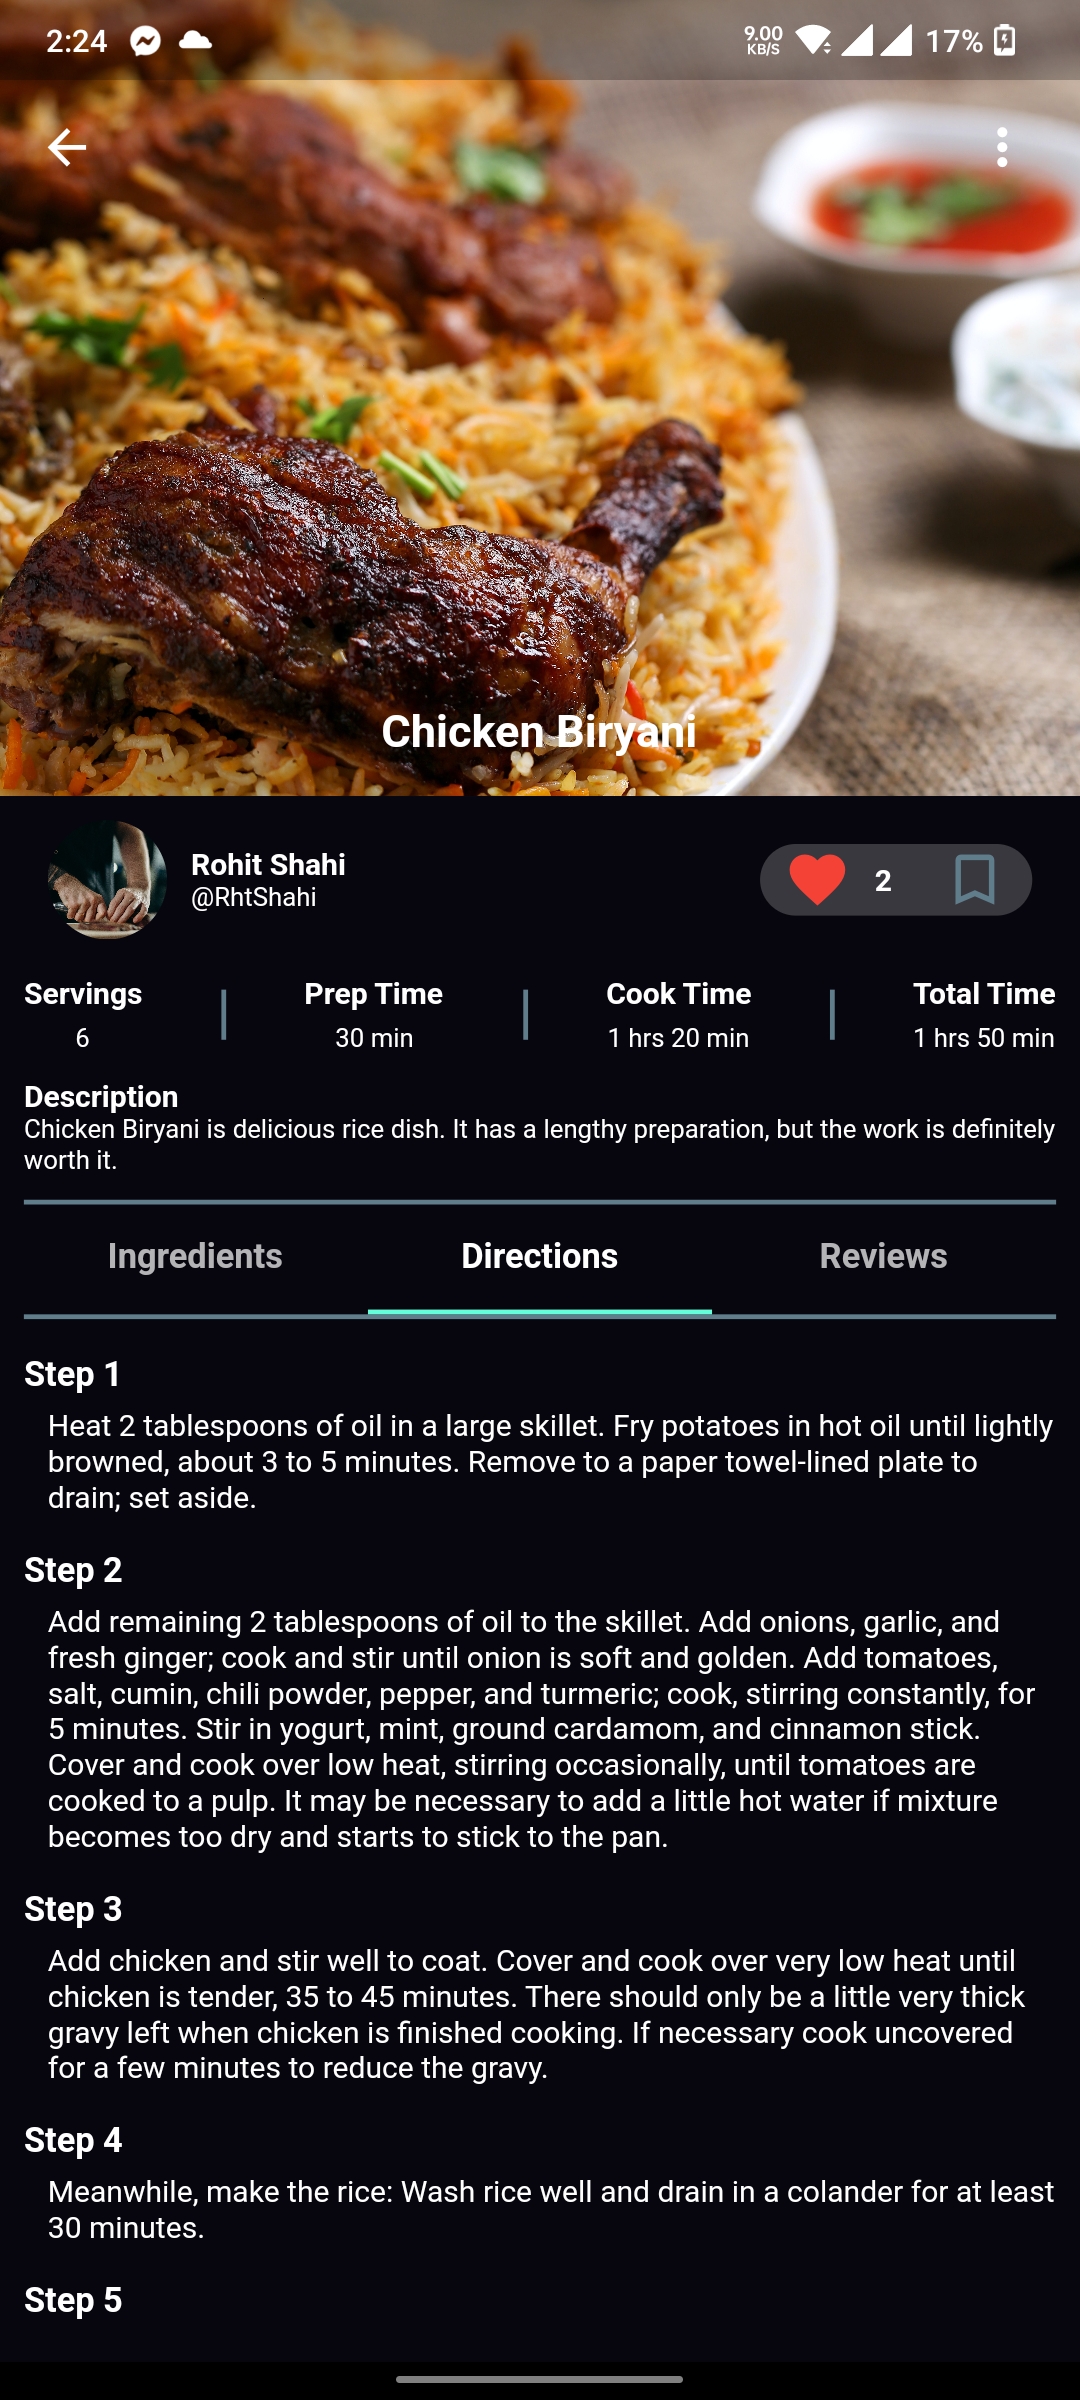 2:24
9.00
KB/S
17%
Chicken Biryani
Rohit Shahi
@RhtShahi
2
Servings
6
Prep Time
30 min
Cook Time
1 hrs 20 min
Total Time
1 hrs 50 min
Description
Chicken Biryani is delicious rice dish. It has a lengthy preparation, but the work is definitely
worth it.
Ingredients
Directions
Reviews
Step 1
Heat 2 tablespoons of oil in a large skillet. Fry potatoes in hot oil until lightly
browned, about 3 to 5 minutes. Remove to a paper towel-lined plate to
drain; set aside.
Step 2
Add remaining 2 tablespoons of oil to the skillet. Add onions, garlic, and
fresh ginger; cook and stir until onion is soft and golden. Add tomatoes,
salt, cumin, chili powder, pepper, and turmeric; cook, stirring constantly, for
5 minutes. Stir in yogurt, mint, ground cardamom, and cinnamon stick.
Cover and cook over low heat, stirring occasionally, until tomatoes are
cooked to a pulp. It may be necessary to add a little hot water if mixture
becomes too dry and starts to stick to the pan.
Step 3
Add chicken and stir well to coat. Cover and cook over very low heat until
chicken is tender, 35 to 45 minutes. There should only be a little very thick
gravy left when chicken is finished cooking. If necessary cook uncovered
for a few minutes to reduce the gravy.
Step 4
Meanwhile, make the rice: Wash rice well and drain in a colander for at least
30 minutes.
Step 5